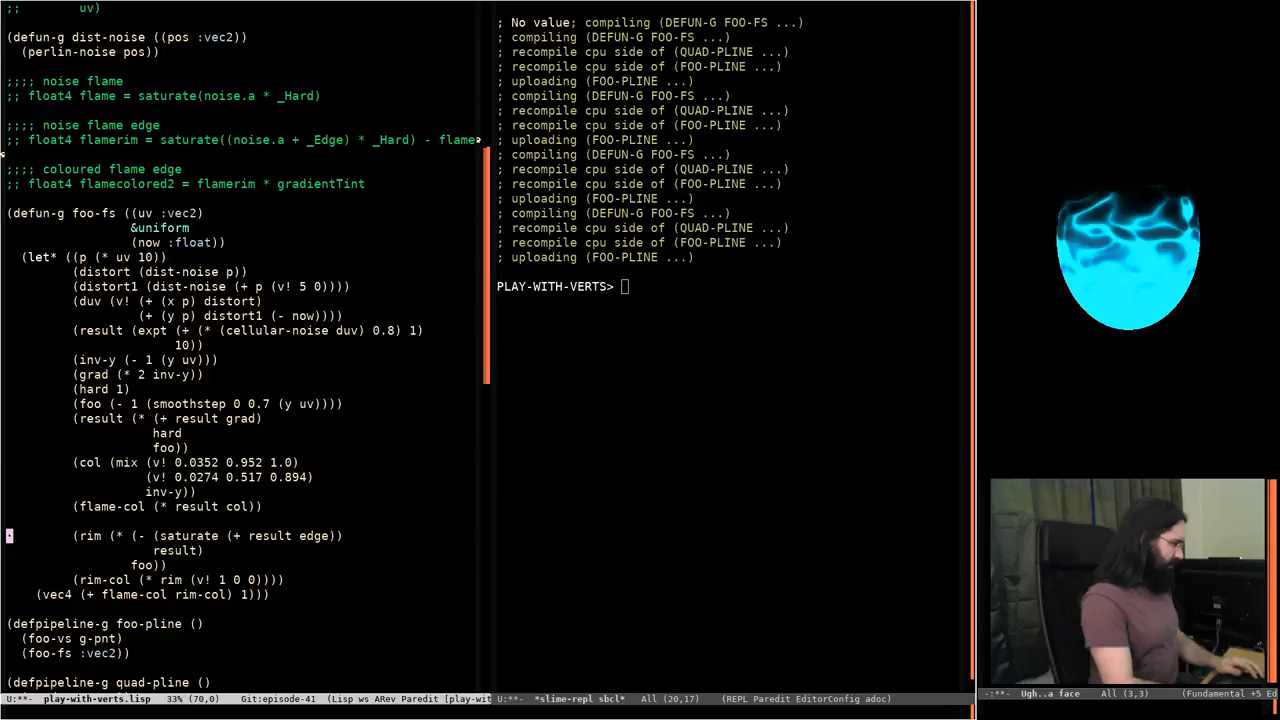 ;;       uv)
(defun-g dist-noise ((pos :vec2))
  (perlin-noise pos))
;;;; noise flame
;; float4 flame = saturate(noise.a * _Hard)
;;;; noise flame edge
;; float4 flamerim = saturate((noise.a + _Edge) * _Hard) - flame
;;;; coloured flame edge
;; float4 flamecolored2 = flamerim * gradientTint
(defun-g foo-fs ((uv :vec2)
                 &uniform
                 (now :float))
  (let* ((p (* uv 10))
         (distort (dist-noise p))
         (distort1 (dist-noise (+ p (v! 5 0))))
         (duv (v! (+ (x p) distort)
                  (+ (y p) distort1 (- now))))
         (result (expt (+ (* (cellular-noise duv) 0.8) 1)
                       10))
         (inv-y (- 1 (y uv)))
         (grad (* 2 inv-y))
         (hard 1)
         (foo (- 1 (smoothstep 0 0.7 (y uv))))
         (result (* (+ result grad)
                    hard
                    foo))
         (col (mix (v! 0.0352 0.952 1.0)
                   (v! 0.0274 0.517 0.894)
                   inv-y))
         (flame-col (* result col))
         (rim (* (- (saturate (+ result edge))
                    result)
                 foo))
         (rim-col (* rim (v! 1 0 0))))
    (vec4 (+ flame-col rim-col) 1)))
(defpipeline-g foo-pline ()
  (foo-vs g-pnt)
  (foo-fs :vec2))
(defpipeline-g quad-pline ()
U:**-  play-with-verts.lisp   33% (70,0)    Git:episode-41  (Lisp ws ARev Paredit [play-wit
; No value; compiling (DEFUN-G FOO-FS ...)
; compiling (DEFUN-G FOO-FS ...)
; recompile cpu side of (QUAD-PLINE ...)
; recompile cpu side of (FOO-PLINE ...)
; uploading (FOO-PLINE ...)
; compiling (DEFUN-G FOO-FS ...)
; recompile cpu side of (QUAD-PLINE ...)
; recompile cpu side of (FOO-PLINE ...)
; uploading (FOO-PLINE ...)
; compiling (DEFUN-G FOO-FS ...)
; recompile cpu side of (QUAD-PLINE ...)
; recompile cpu side of (FOO-PLINE ...)
; uploading (FOO-PLINE ...)
; compiling (DEFUN-G FOO-FS ...)
; recompile cpu side of (QUAD-PLINE ...)
; recompile cpu side of (FOO-PLINE ...)
; uploading (FOO-PLINE ...)
PLAY-WITH-VERTS>
U:**-  *slime-repl sbcl*   All (20,17)    (REPL Paredit EditorConfig adoc)
-:**-  Ugh..a face    All (3,3)     (Fundamental +5 Ed